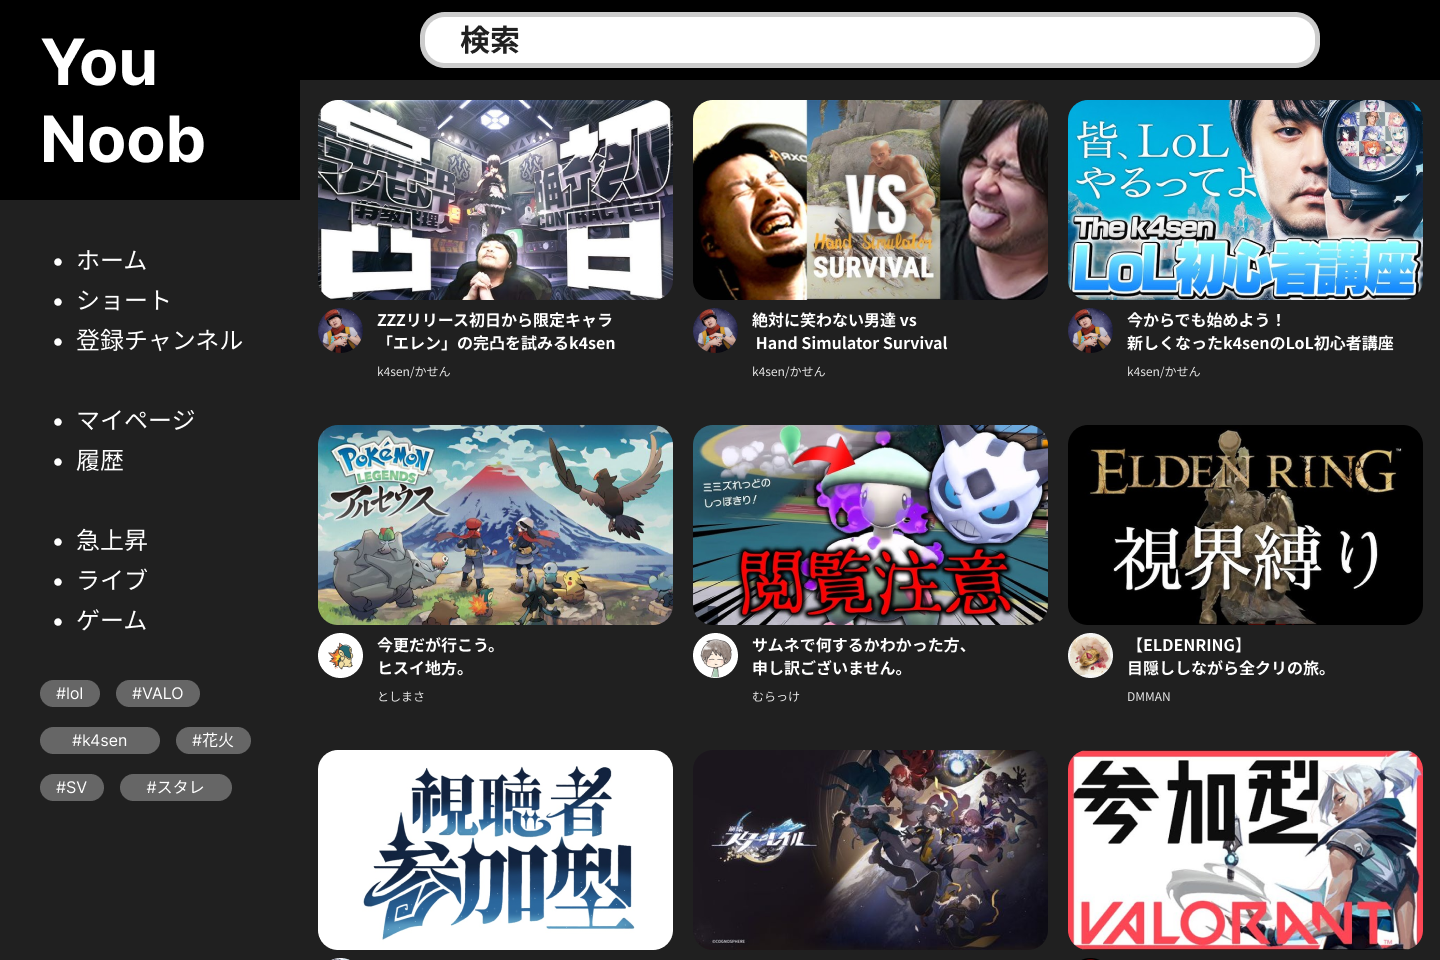 You
Noob
検索
ホーム
ショート
登録チャンネル
マイページ
履歴
急上昇
ライブ
ゲーム
#lol
#VALO
#k4sen
#花火
#SV
#スタレ
完凸
初日
ZZZリリース初日から限定キャラ
「エレン」の完凸を試みるk4sen
k4sen/かせん
VS
Hand Simulator
SURVIVAL
絶対に笑わない男達 vs
Hand Simulator Survival
k4sen/かせん
皆、LoL
やるってよ
The k4sen
LoL初心者講座
今からでも始めよう！
新しくなったk4senのLoL初心者講座
k4sen/かせん
Pokémon
LEGENDS
アルセウス
今更だが行こう。
ヒスイ地方。
としまさ
ミミズれっどの
しっぽきり！
閲覧注意
サムネで何するかわかった方、
申し訳ございません。
むらっけ
ELDEN RING
視界縛り
【ELDENRING】
目隠ししながら全クリの旅。
DMMAN
視聴者
参加型
崩壊
スターレイル
©COGNOSPHERE
参加型
VALORANT